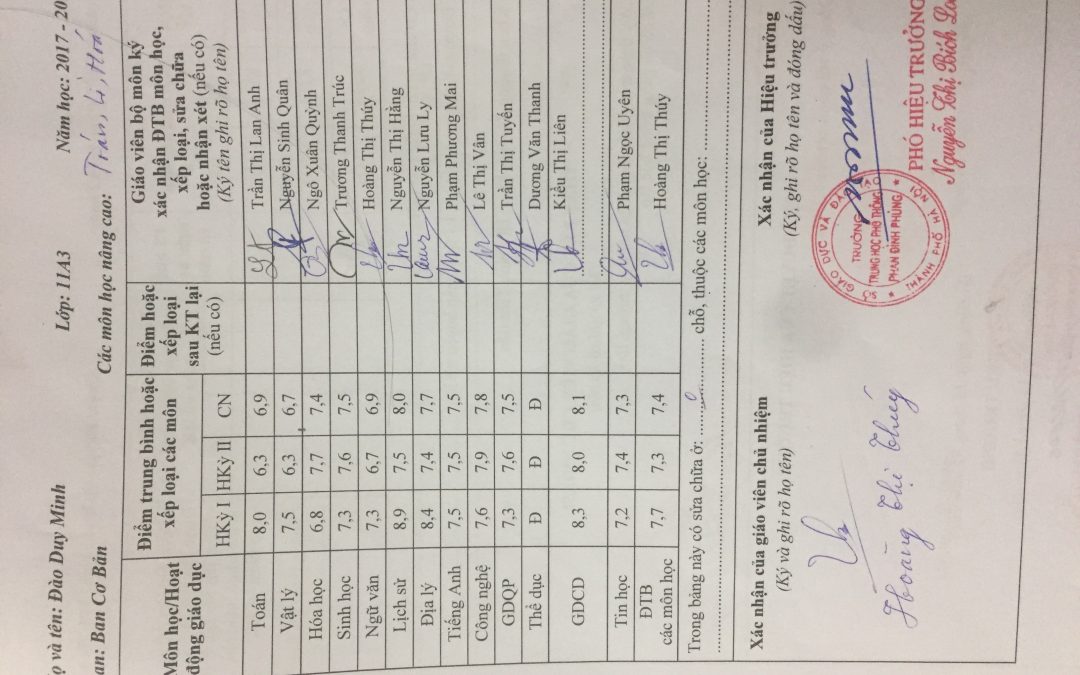 ọ và tên: Đào Duy Minh Lớp: 11A3 Năm học: 2017 - 20
an: Ban Cơ Bản Các môn học nâng cao: Toán, Lí, Hoá
Môn học/Hoạt động giáo dục
Điểm trung bình hoặc xếp loại các môn
Điểm hoặc xếp loại sau KT lại (nếu có)
Giáo viên bộ môn ký xác nhận ĐTB môn học, xếp loại, sửa chữa hoặc nhận xét (nếu có)
(Ký tên ghi rõ họ tên)
HKỳ I HKỳ II CN
Toán 8,0 6,3 6,9 Trần Thị Lan Anh
Vật lý 7,5 6,3 6,7 Nguyễn Sinh Quân
Hóa học 6,8 7,7 7,4 Ngô Xuân Quỳnh
Sinh học 7,3 7,6 7,5 Trương Thanh Trúc
Ngữ văn 7,3 6,7 6,9 Hoàng Thị Thúy
Lịch sử 8,9 7,5 8,0 Nguyễn Thị Hằng
Địa lý 8,4 7,4 7,7 Nguyễn Lưu Ly
Tiếng Anh 7,5 7,5 7,5 Phạm Phương Mai
Công nghệ 7,6 7,9 7,8 Lê Thị Vân
GDQP 7,3 7,6 7,5 Trần Thị Tuyến
Thể dục Đ Đ Đ Dương Văn Thanh
GDCD 8,3 8,0 8,1 Kiều Thị Liên
Tin học 7,2 7,4 7,3 Phạm Ngọc Uyên
ĐTB các môn học 7,7 7,3 7,4 Hoàng Thị Thúy
Trong bảng này có sửa chữa ở: ........0........ chỗ, thuộc các môn học: ........
Xác nhận của giáo viên chủ nhiệm
(Ký và ghi rõ họ tên)
Hoàng Thị Thúy
Xác nhận của Hiệu trưởng
(Ký, ghi rõ họ tên và đóng dấu)
SỞ GIÁO DỤC VÀ ĐÀ
TRƯỜNG
TRUNG HỌC PHỔ THÔNG
PHAN ĐÌNH PHÙNG
THÀNH PHỐ HÀ NỘI
PHÓ HIỆU TRƯỞNG
Nguyễn Thị Bích Lo